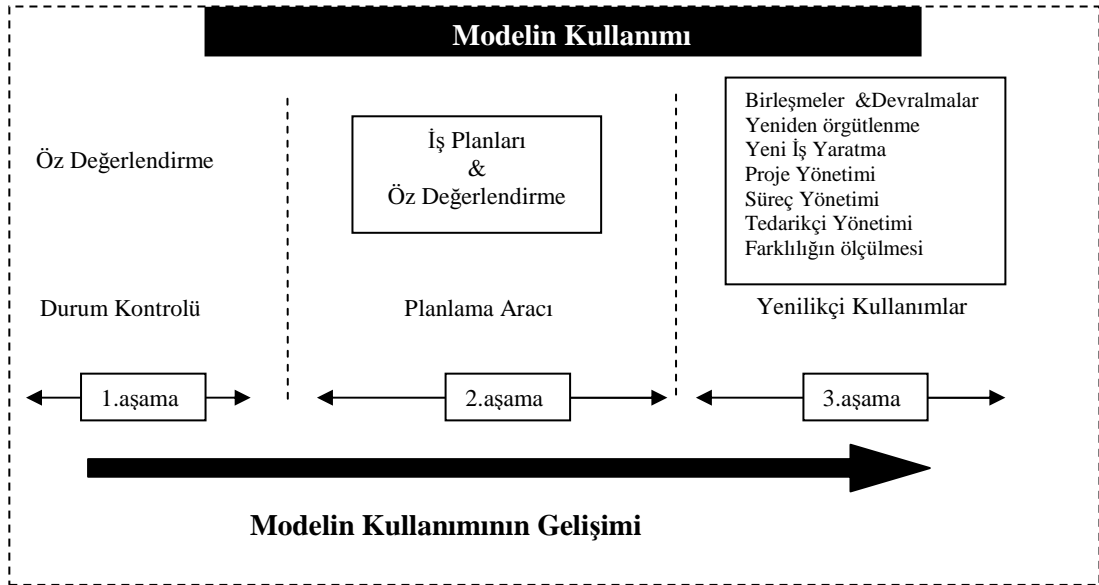 Modelin Kullanımı
Öz Değerlendirme
İş Planları
&
Öz Değerlendirme
Birleşmeler &Devralmalar
Yeniden örgütlenme
Yeni İş Yaratma
Proje Yönetimi
Süreç Yönetimi
Tedarikçi Yönetimi
Farklılığın ölçülmesi
Durum Kontrolü
Planlama Aracı
Yenilikçi Kullanımlar
1.aşama
2.aşama
3.aşama
Modelin Kullanımının Gelişimi